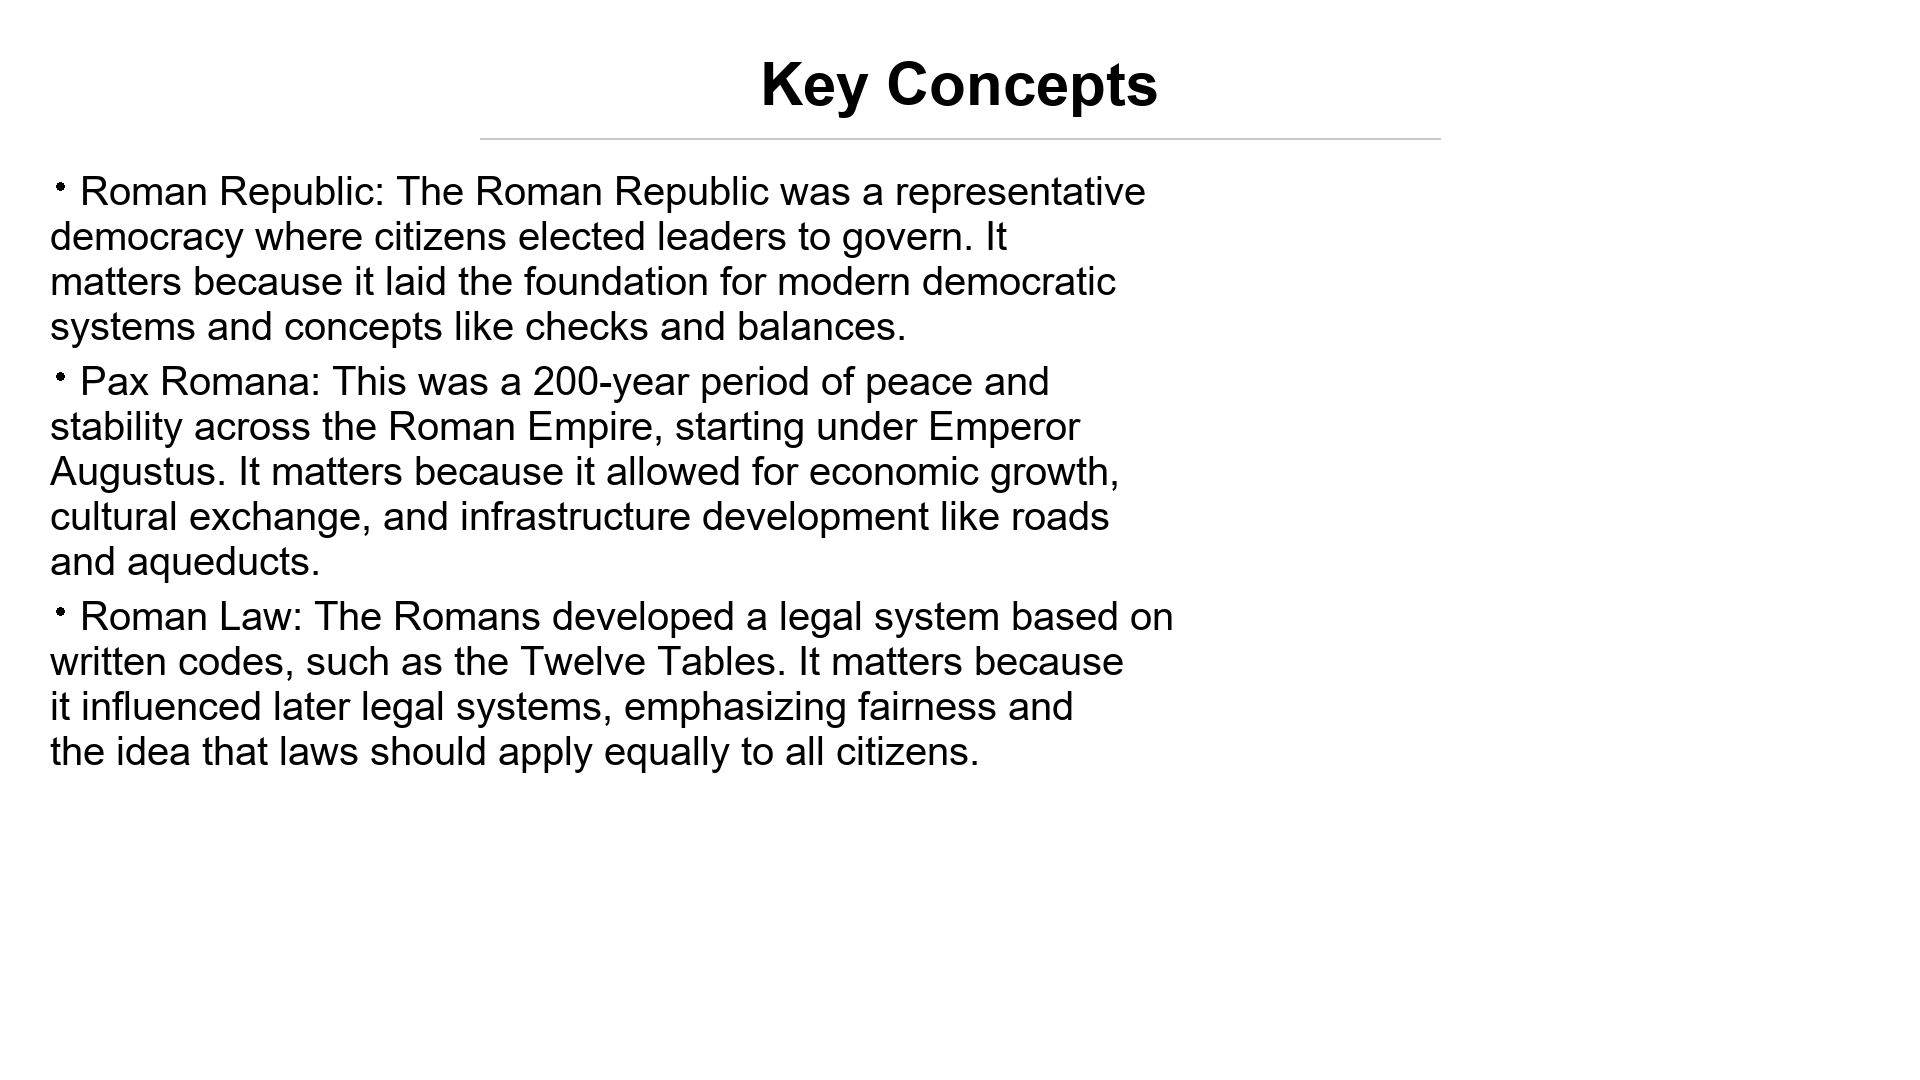 Key Concepts
• Roman Republic: The Roman Republic was a representative
democracy where citizens elected leaders to govern. It
matters because it laid the foundation for modern democratic
systems and concepts like checks and balances.
• Pax Romana: This was a 200-year period of peace and
stability across the Roman Empire, starting under Emperor
Augustus. It matters because it allowed for economic growth,
cultural exchange, and infrastructure development like roads
and aqueducts.
• Roman Law: The Romans developed a legal system based on
written codes, such as the Twelve Tables. It matters because
it influenced later legal systems, emphasizing fairness and
the idea that laws should apply equally to all citizens.